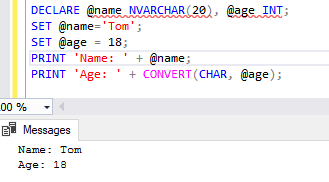 DECLARE @name NVARCHAR(20), @age INT;
SET @name='Tom';
SET @age = 18;
PRINT 'Name: ' + @name;
PRINT 'Age: ' + CONVERT(CHAR, @age);
00 %
Messages
Name: Tom
Age: 18